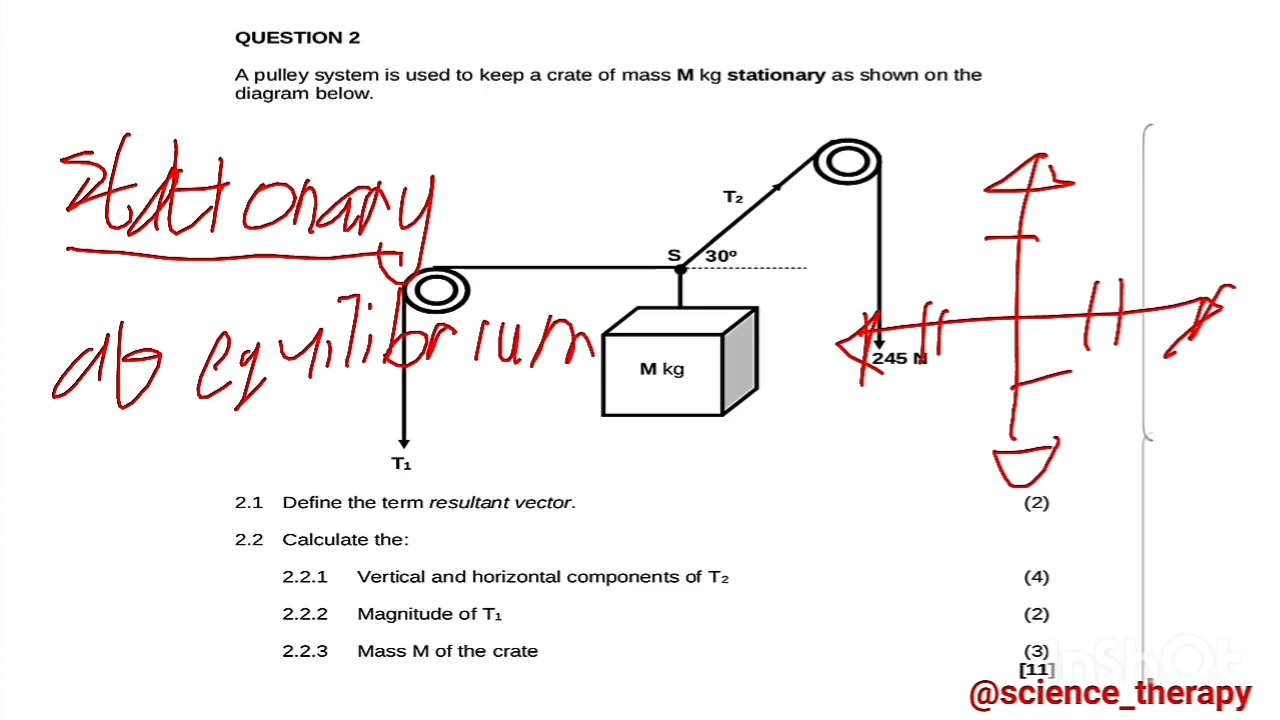 QUESTION 2
A pulley system is used to keep a crate of mass M kg stationary as shown on the
diagram below.
stationary
T₂
S
30º
equilibrium
M kg
245 N
T₁
2.1 Define the term resultant vector. (2)
2.2 Calculate the:
2.2.1 Vertical and horizontal components of T₂ (4)
2.2.2 Magnitude of T₁ (2)
2.2.3 Mass M of the crate (3)
[11]
InShOt
@science_therapy